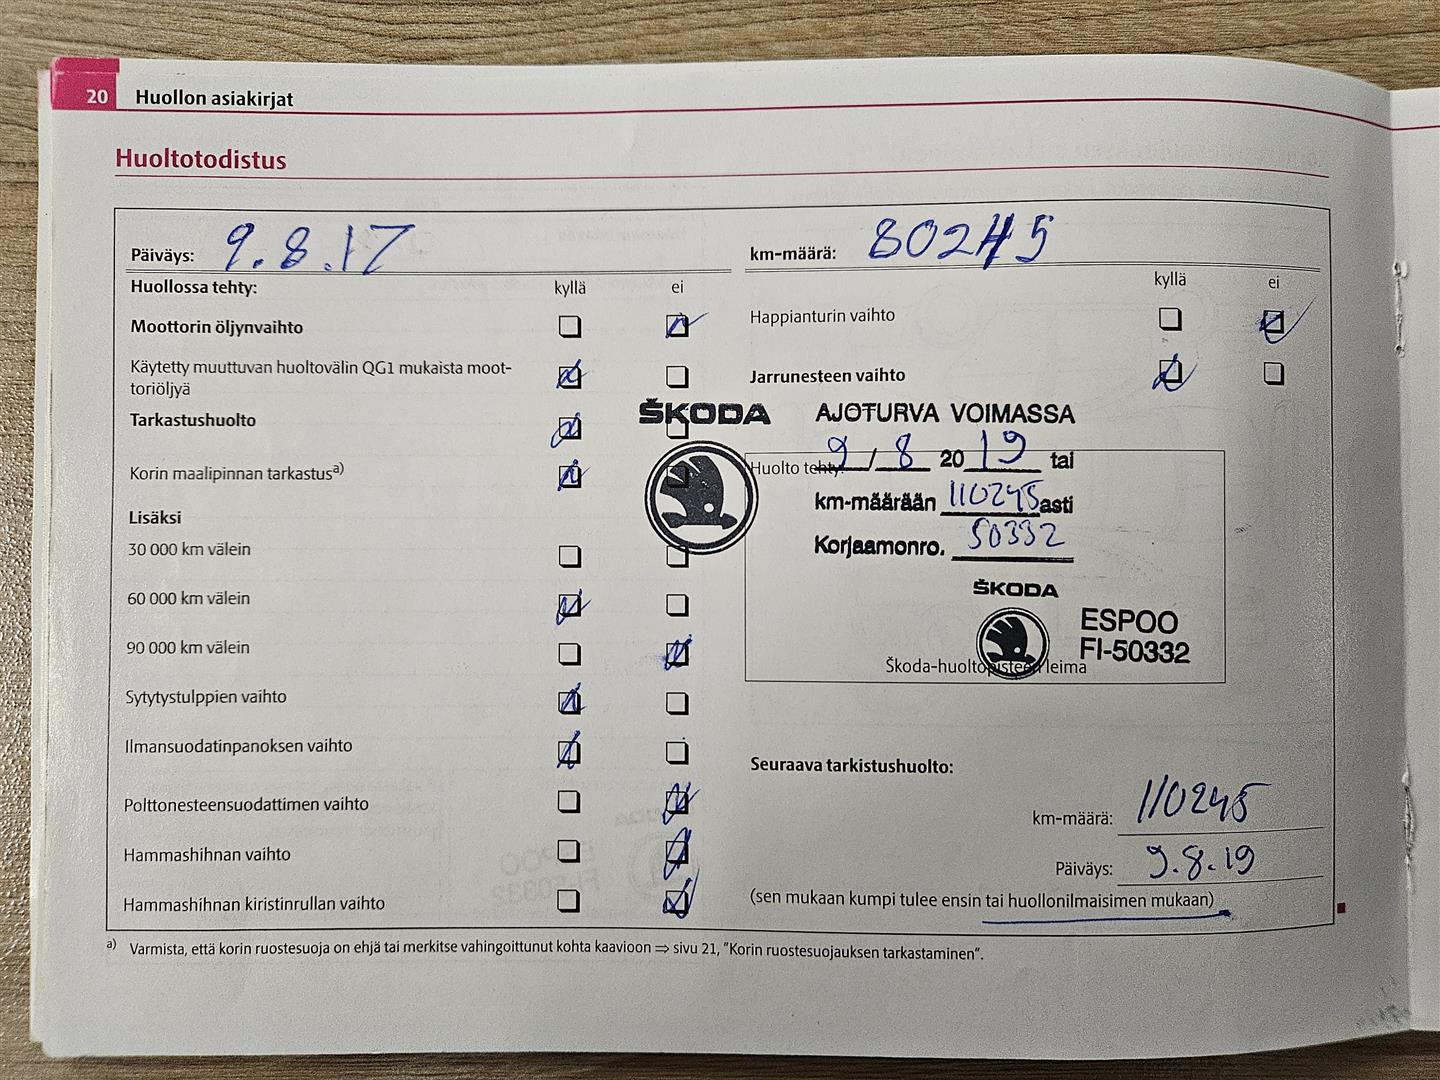 20 Huollon asiakirjat
Huoltotodistus
Päiväys: 9.8.17
Huollossa tehty: kyllä ei
Moottorin öljynvaihto
Käytetty muuttuvan huoltovälin QG1 mukaista moot-
toriöljyä
Tarkastushuolto
Korin maalipinnan tarkastus a)
Lisäksi
30 000 km välein
60 000 km välein
90 000 km välein
Sytytystulppien vaihto
Ilmansuodatinpanoksen vaihto
Polttonesteensuodattimen vaihto
Hammashihnan vaihto
Hammashihnan kiristinrullan vaihto
km-määrä: 80245
kyllä ei
Happianturin vaihto
Jarrunesteen vaihto
ŠKODA
AJOTURVA VOIMASSA
Huolto tehty:
9 / 8 2019 tai
km-määrään 110245 asti
Korjaamonro. 50332
ŠKODA
ESPOO
FI-50332
Škoda-huoltopisteen leima
Seuraava tarkistushuolto:
km-määrä: 110245
Päiväys: 9.8.19
(sen mukaan kumpi tulee ensin tai huollonilmaisimen mukaan)
a) Varmista, että korin ruostesuoja on ehjä tai merkitse vahingoittunut kohta kaavioon ⇒ sivu 21, "Korin ruostesuojauksen tarkastaminen".